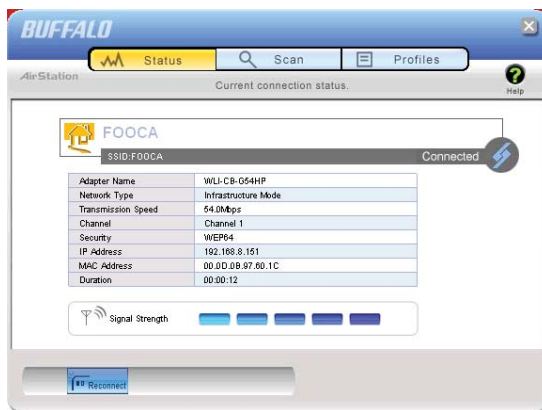 BUFFALO
Status
Scan
Profiles
AirStation
Current connection status.
Help
FOOCA
SSID:FOOCA
Connected
Adapter Name WLI-CB-G54HP
Network Type Infrastructure Mode
Transmission Speed 54.0Mbps
Channel Channel 1
Security WEP64
IP Address 192.168.8.151
MAC Address 00.0D.0B.97.60.1C
Duration 00:00:12
Signal Strength
Reconnect